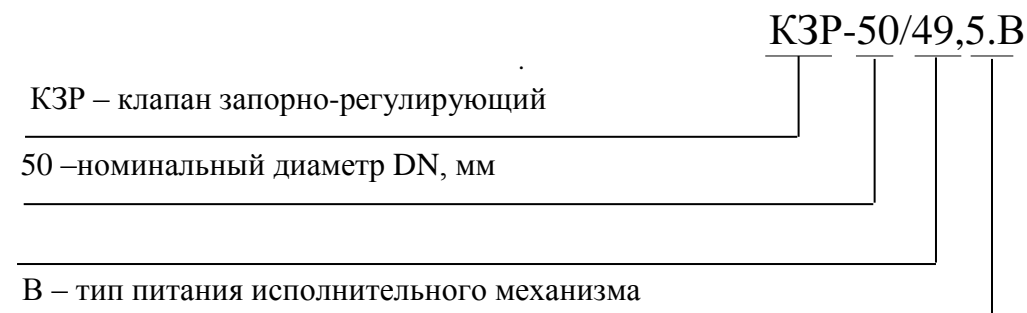 КЗР-50/49,5.В
.
КЗР – клапан запорно-регулирующий
50 –номинальный диаметр DN, мм
В – тип питания исполнительного механизма